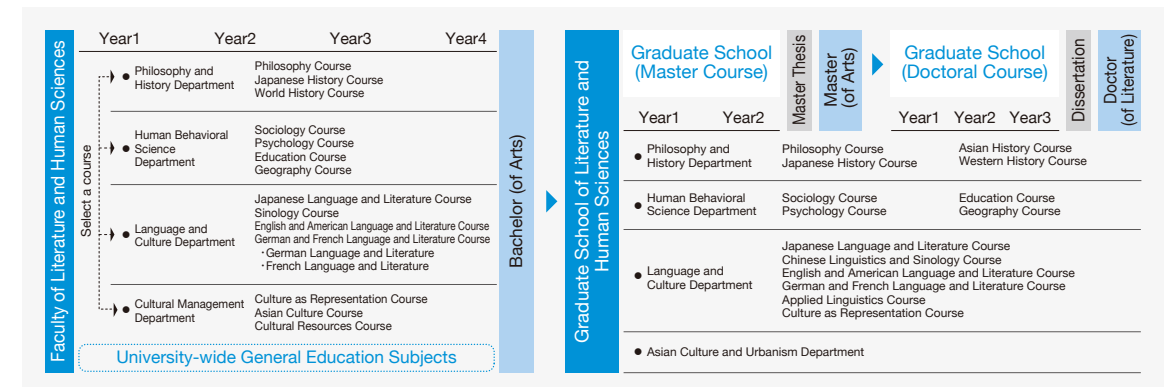 Faculty of Literature and Human Sciences
Year1 Year2 Year3 Year4
Select a course
● Philosophy and
History Department
Philosophy Course
Japanese History Course
World History Course
● Human Behavioral
Science
Department
Sociology Course
Psychology Course
Education Course
Geography Course
● Language and
Culture Department
Japanese Language and Literature Course
Sinology Course
English and American Language and Literature Course
German and French Language and Literature Course
・German Language and Literature
・French Language and Literature
● Cultural Management
Department
Culture as Representation Course
Asian Culture Course
Cultural Resources Course
University-wide General Education Subjects
Bachelor (of Arts)
Graduate School of Literature and
Human Sciences
Graduate School
(Master Course)
Year1 Year2
Master Thesis
Master
(of Arts)
Graduate School
(Doctoral Course)
Year1 Year2 Year3
Dissertation
Doctor
(of Literature)
● Philosophy and
History Department
Philosophy Course
Japanese History Course
Asian History Course
Western History Course
● Human Behavioral
Science Department
Sociology Course
Psychology Course
Education Course
Geography Course
● Language and
Culture Department
Japanese Language and Literature Course
Chinese Linguistics and Sinology Course
English and American Language and Literature Course
German and French Language and Literature Course
Applied Linguistics Course
Culture as Representation Course
● Asian Culture and Urbanism Department